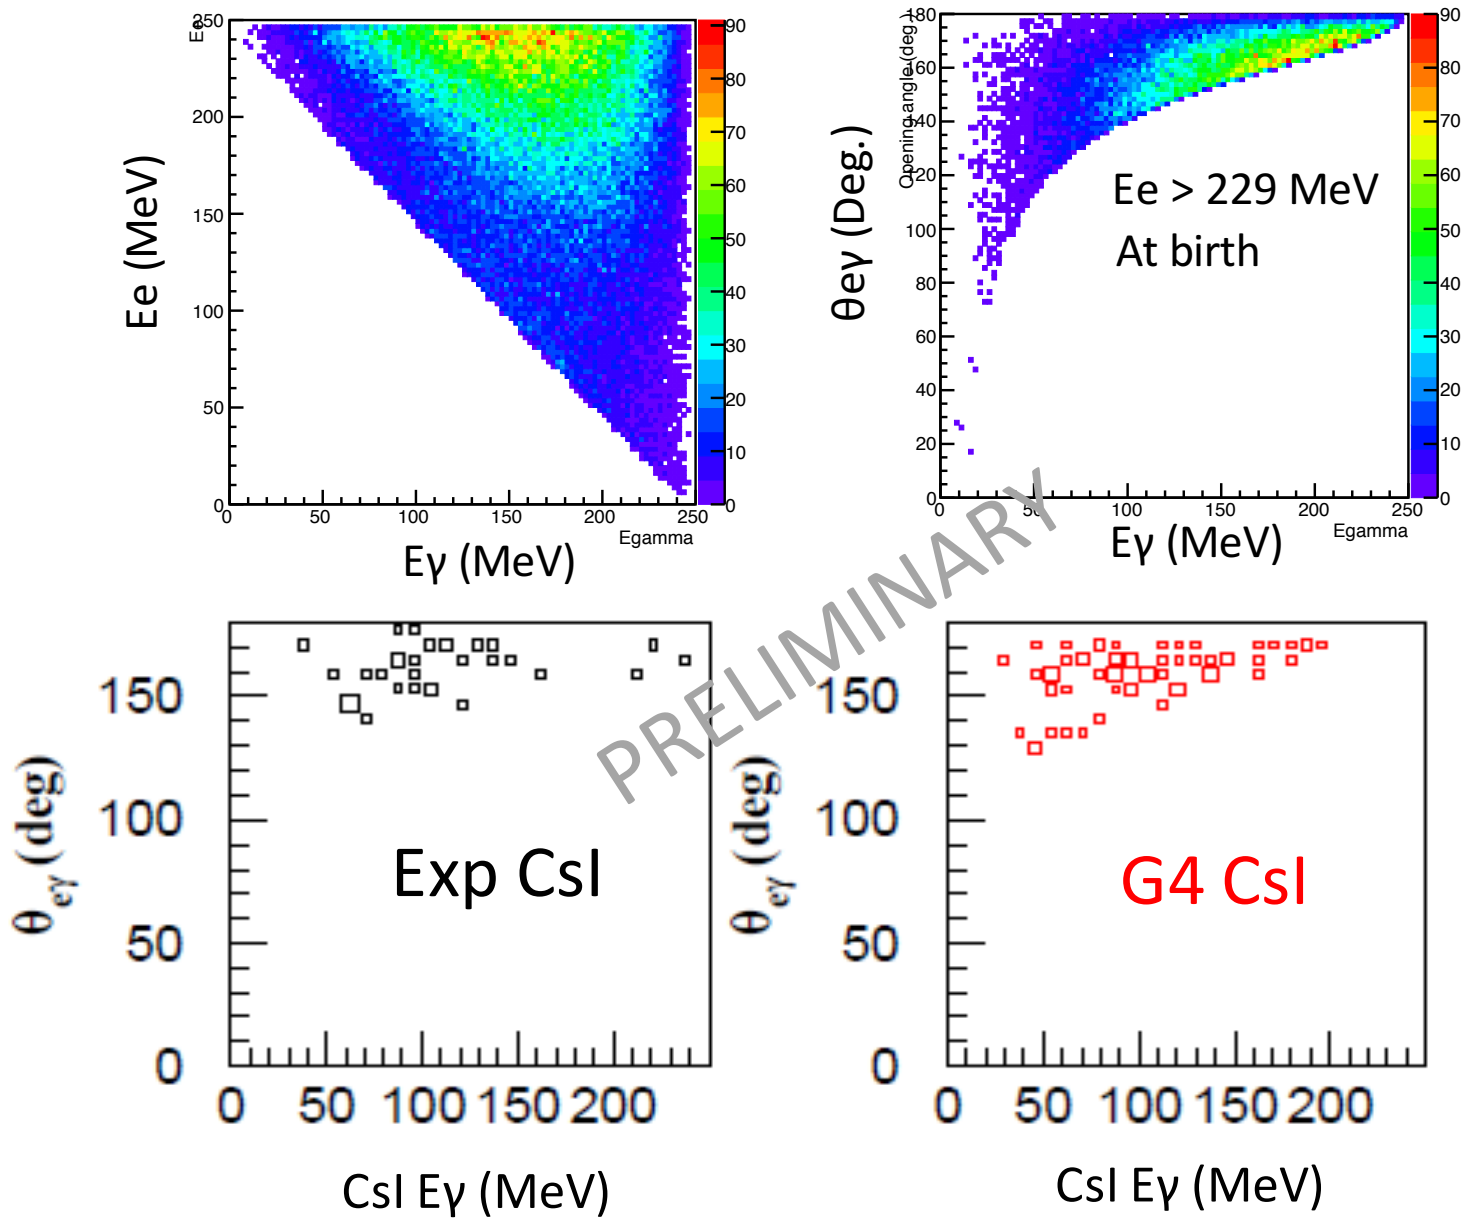 Ee
250
200
150
100
50
0
0 50 100 150 200 250
Egamma
90
80
70
60
50
40
30
20
10
0
Ee (MeV)
Eγ (MeV)
Opening angle (deg)
180
160
140
120
100
80
60
40
20
0
0 50 100 150 200 250
Egamma
90
80
70
60
50
40
30
20
10
0
θeγ (Deg.)
Ee > 229 MeV
At birth
Eγ (MeV)
PRELIMINARY
θeγ (deg)
150
100
50
0
0 50 100 150 200
Exp CsI
CsI Eγ (MeV)
θeγ (deg)
150
100
50
0
0 50 100 150 200
G4 CsI
CsI Eγ (MeV)